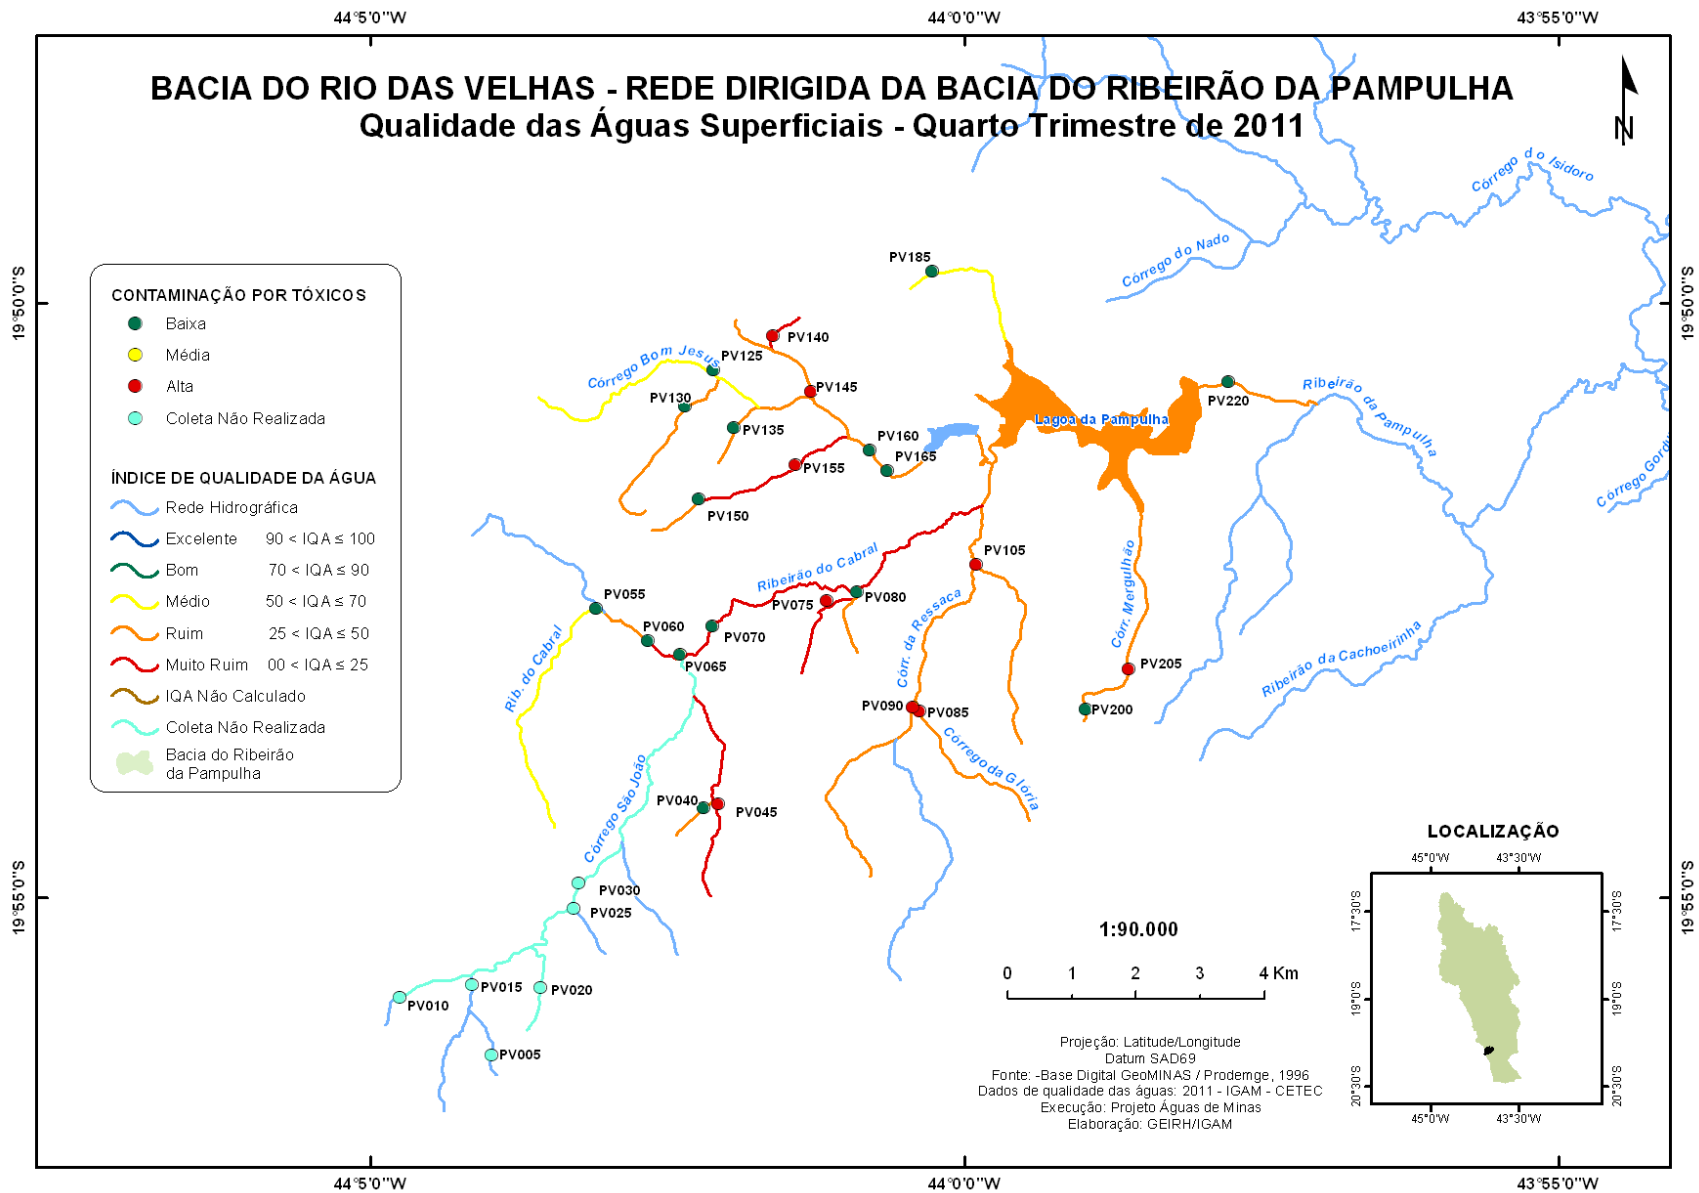 44°5'0"W
44°0'0"W
43°55'0"W
BACIA DO RIO DAS VELHAS - REDE DIRIGIDA DA BACIA DO RIBEIRÃO DA PAMPULHA
Qualidade das Águas Superficiais - Quarto Trimestre de 2011
N
19°50'0"S
19°50'0"S
CONTAMINAÇÃO POR TÓXICOS
Baixa
Média
Alta
Coleta Não Realizada
ÍNDICE DE QUALIDADE DA ÁGUA
Rede Hidrográfica
Excelente 90 < IQA ≤ 100
Bom 70 < IQA ≤ 90
Médio 50 < IQA ≤ 70
Ruim 25 < IQA ≤ 50
Muito Ruim 00 < IQA ≤ 25
IQA Não Calculado
Coleta Não Realizada
Bacia do Ribeirão
da Pampulha
Córrego do Isidoro
Córrego do Nado
PV185
PV140
Córrego Bom Jesus
PV125
PV145
PV130
PV135
PV220
Ribeirão da Pampulha
Lagoa da Pampulha
PV160
PV165
PV155
PV150
Córrego Gordu
PV105
Ribeirão do Cabral
PV055
PV075
PV080
PV060
PV070
PV065
Córr. da Ressaca
Córr. Mergulhão
Ribeirão da Cachoeirinha
Rib. do Cabral
PV205
PV200
PV090
PV085
Córrego da Glória
Córrego São João
PV040
PV045
PV030
PV025
PV015
PV020
PV010
PV005
19°55'0"S
19°55'0"S
1:90.000
0 1 2 3 4 Km
Projeção: Latitude/Longitude
Datum SAD69
Fonte: -Base Digital GeoMINAS / Prodemge, 1996
Dados de qualidade das águas: 2011 - IGAM - CETEC
Execução: Projeto Águas de Minas
Elaboração: GEIRH/IGAM
LOCALIZAÇÃO
45°0'W
43°30'W
17°30'S
17°30'S
19°0'S
19°0'S
20°30'S
20°30'S
45°0'W
43°30'W
44°5'0"W
44°0'0"W
43°55'0"W